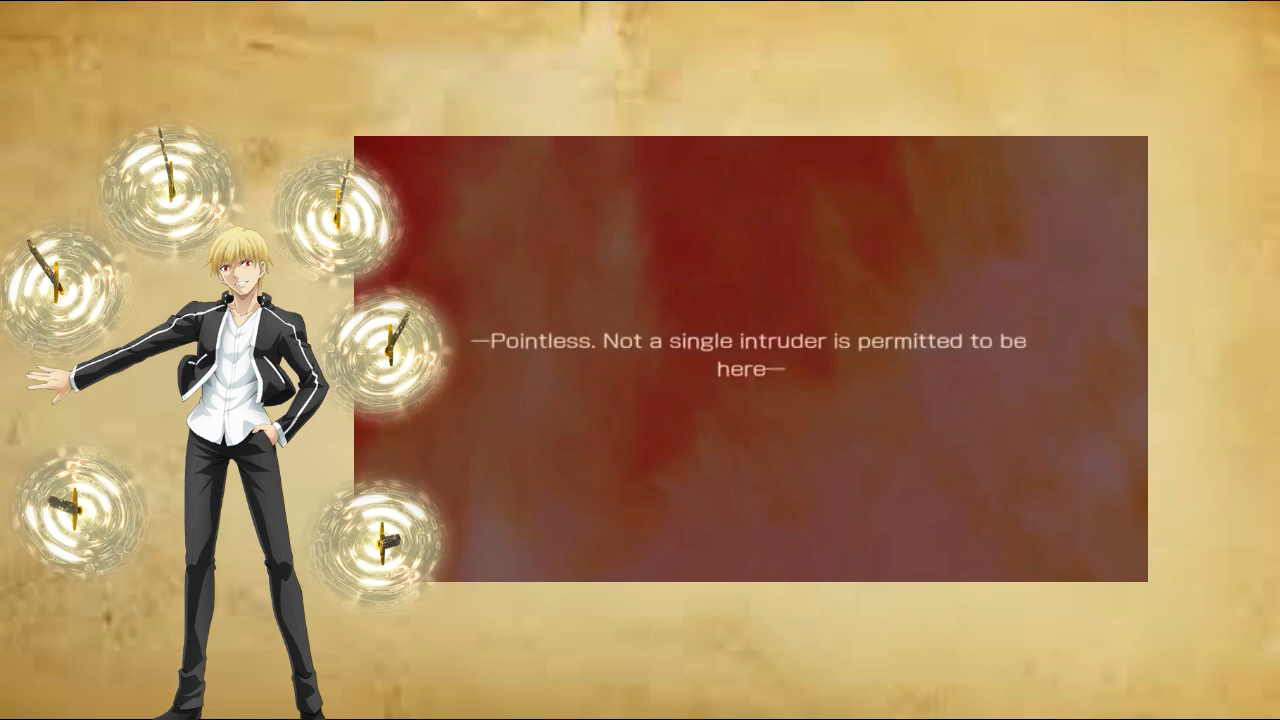 —Pointless. Not a single intruder is permitted to be
here—